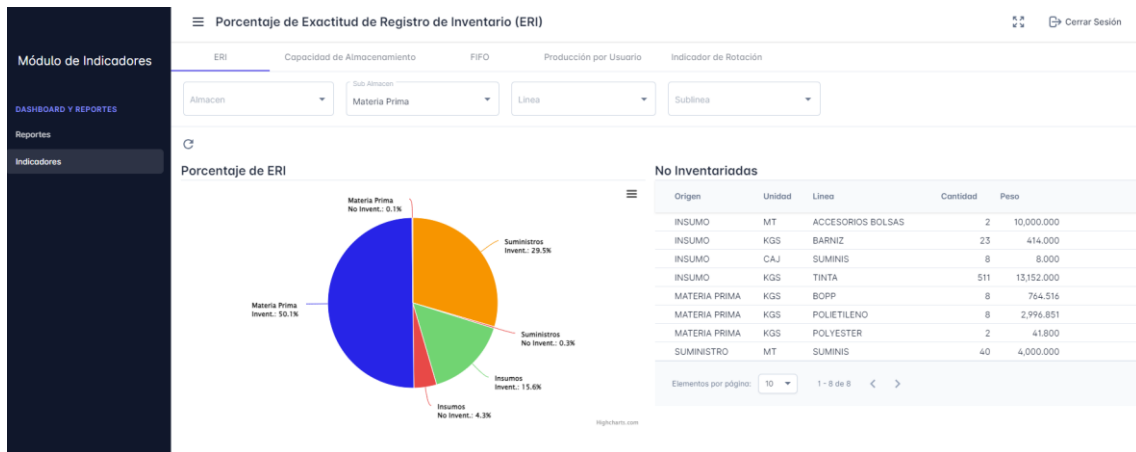 Módulo de Indicadores
DASHBOARD Y REPORTES
Reportes
Indicadores
Porcentaje de Exactitud de Registro de Inventario (ERI)
Cerrar Sesión
ERI Capacidad de Almacenamiento FIFO Producción por Usuario Indicador de Rotación
Almacen
Sub Almacen
Materia Prima
Linea
Sublinea
Porcentaje de ERI
Materia Prima
No Invent.: 0.1%
Suministros
Invent.: 29.5%
Materia Prima
Invent.: 50.1%
Suministros
No Invent.: 0.3%
Insumos
Invent.: 15.6%
Insumos
No Invent.: 4.3%
Highcharts.com
No Inventariadas
Origen Unidad Linea Cantidad Peso
INSUMO MT ACCESORIOS BOLSAS 2 10,000.000
INSUMO KGS BARNIZ 23 414.000
INSUMO CAJ SUMINIS 8 8.000
INSUMO KGS TINTA 511 13,152.000
MATERIA PRIMA KGS BOPP 8 764.516
MATERIA PRIMA KGS POLIETILENO 8 2,996.851
MATERIA PRIMA KGS POLYESTER 2 41.800
SUMINISTRO MT SUMINIS 40 4,000.000
Elementos por página: 10 1 - 8 de 8